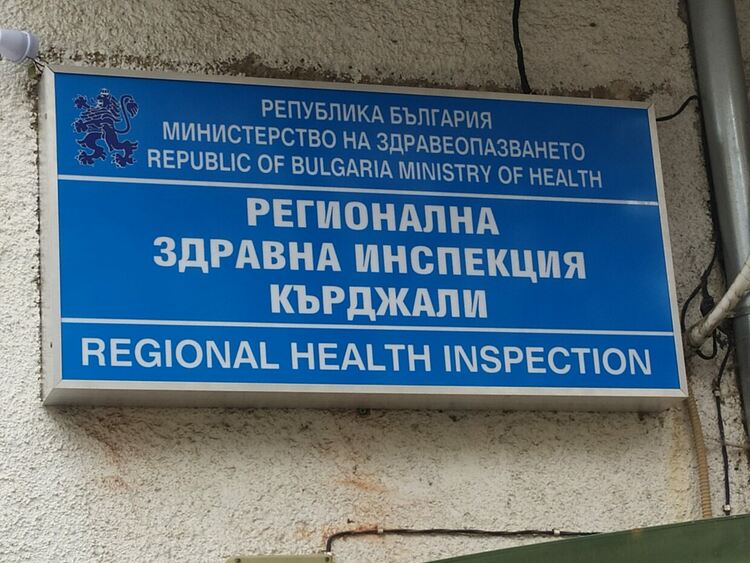 РЕПУБЛИКА БЪЛГАРИЯ
МИНИСТЕРСТВО НА ЗДРАВЕОПАЗВАНЕТО
REPUBLIC OF BULGARIA MINISTRY OF HEALTH
РЕГИОНАЛНА
ЗДРАВНА ИНСПЕКЦИЯ
КЪРДЖАЛИ
REGIONAL HEALTH INSPECTION